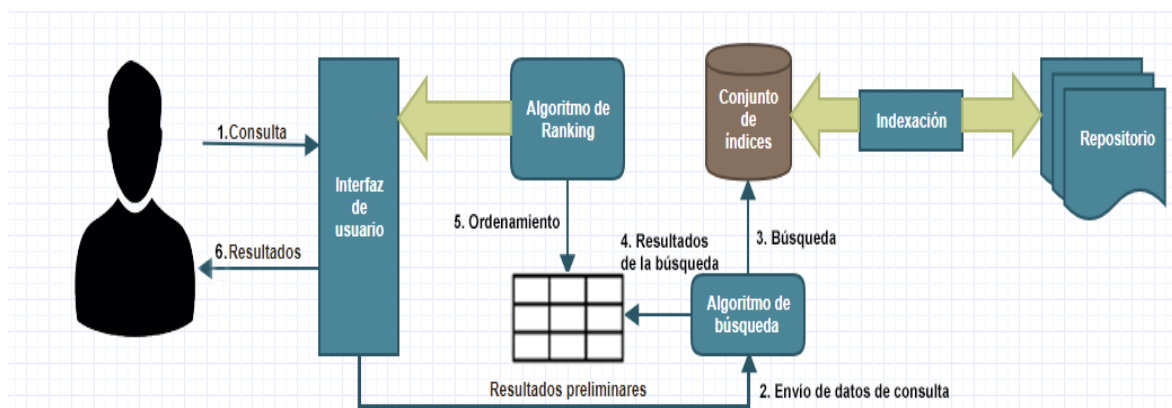 1.Consulta
6.Resultados
Interfaz
de
usuario
Algoritmo de
Ranking
5. Ordenamiento
4. Resultados
de la búsqueda
Resultados preliminares
Conjunto
de
índices
3. Búsqueda
Algoritmo de
búsqueda
2. Envío de datos de consulta
Indexación
Repositorio